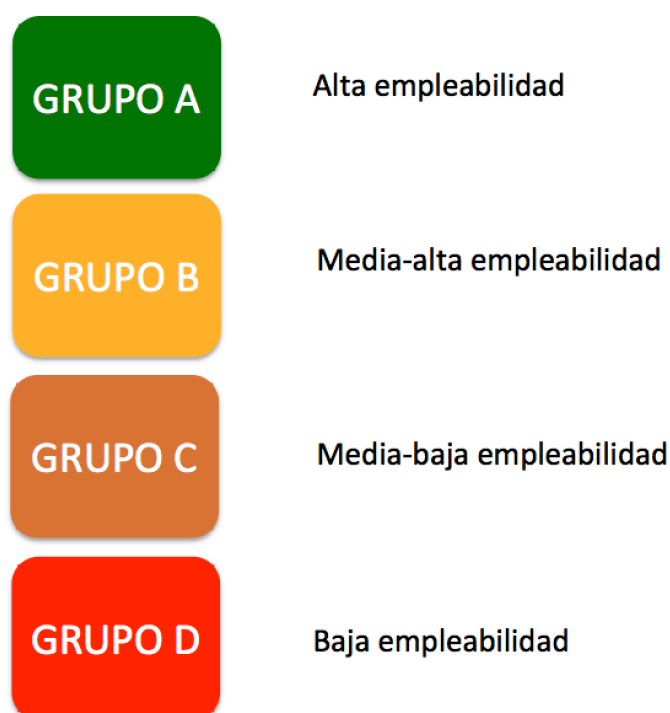 GRUPO A
Alta empleabilidad
GRUPO B
Media-alta empleabilidad
GRUPO C
Media-baja empleabilidad
GRUPO D
Baja empleabilidad